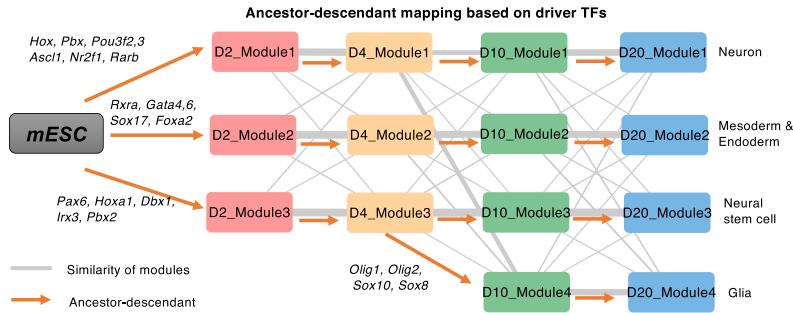 Ancestor-descendant mapping based on driver TFs
Hox, Pbx, Pou3f2,3
Ascl1, Nr2f1, Rarb
D2_Module1
D4_Module1
D10_Module1
D20_Module1
Neuron
Rxra, Gata4,6,
Sox17, Foxa2
mESC
D2_Module2
D4_Module2
D10_Module2
D20_Module2
Mesoderm &
Endoderm
Pax6, Hoxa1, Dbx1,
Irx3, Pbx2
D2_Module3
D4_Module3
D10_Module3
D20_Module3
Neural
stem cell
Similarity of modules
Ancestor-descendant
Olig1, Olig2,
Sox10, Sox8
D10_Module4
D20_Module4
Glia